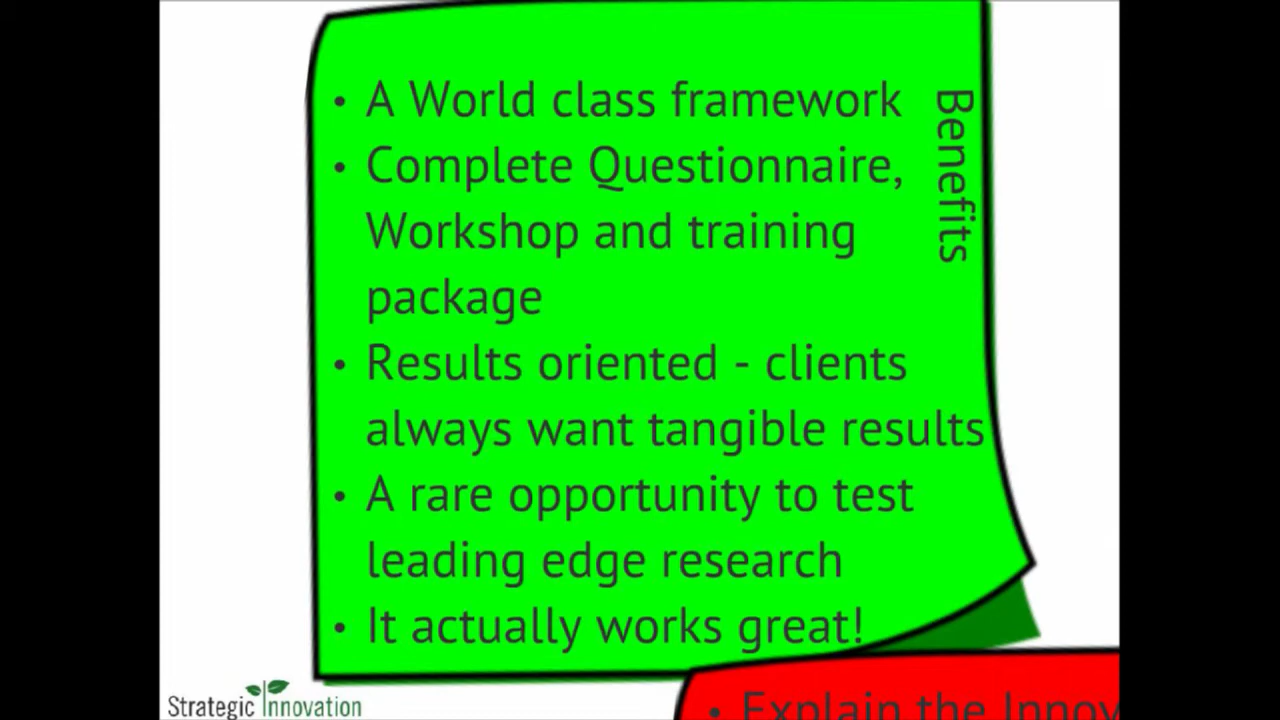 • A World class framework
• Complete Questionnaire,
Workshop and training
package
• Results oriented - clients
always want tangible results
• A rare opportunity to test
leading edge research
• It actually works great!
Benefits
Strategic Innovation
• Explain the Innov